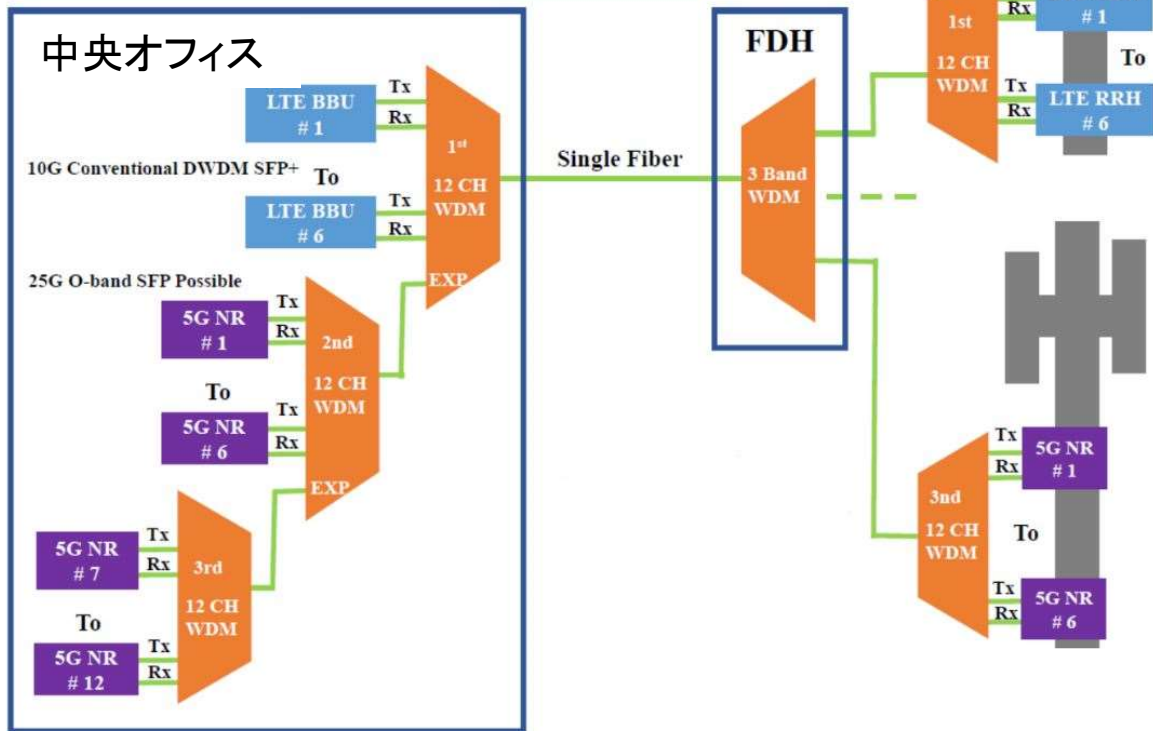 中央オフィス
LTE BBU
# 1
Tx
Rx
10G Conventional DWDM SFP+
To
LTE BBU
# 6
Tx
Rx
1st
12 CH
WDM
EXP
25G O-band SFP Possible
5G NR
# 1
Tx
Rx
To
5G NR
# 6
Tx
Rx
2nd
12 CH
WDM
EXP
5G NR
# 7
Tx
Rx
To
5G NR
# 12
Tx
Rx
3rd
12 CH
WDM
Single Fiber
FDH
3 Band
WDM
1st
12 CH
WDM
Rx
# 1
To
Tx
Rx
LTE RRH
# 6
3nd
12 CH
WDM
Tx
Rx
5G NR
# 1
To
Tx
Rx
5G NR
# 6